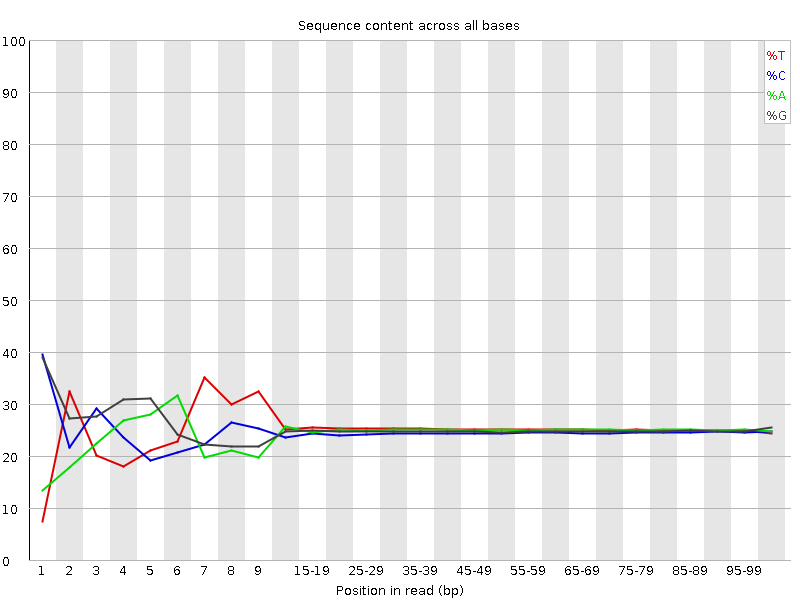 Sequence content across all bases
100
90
80
70
60
50
40
30
20
10
0
%T
%C
%A
%G
1 2 3 4 5 6 7 8 9 15-19 25-29 35-39 45-49 55-59 65-69 75-79 85-89 95-99
Position in read (bp)